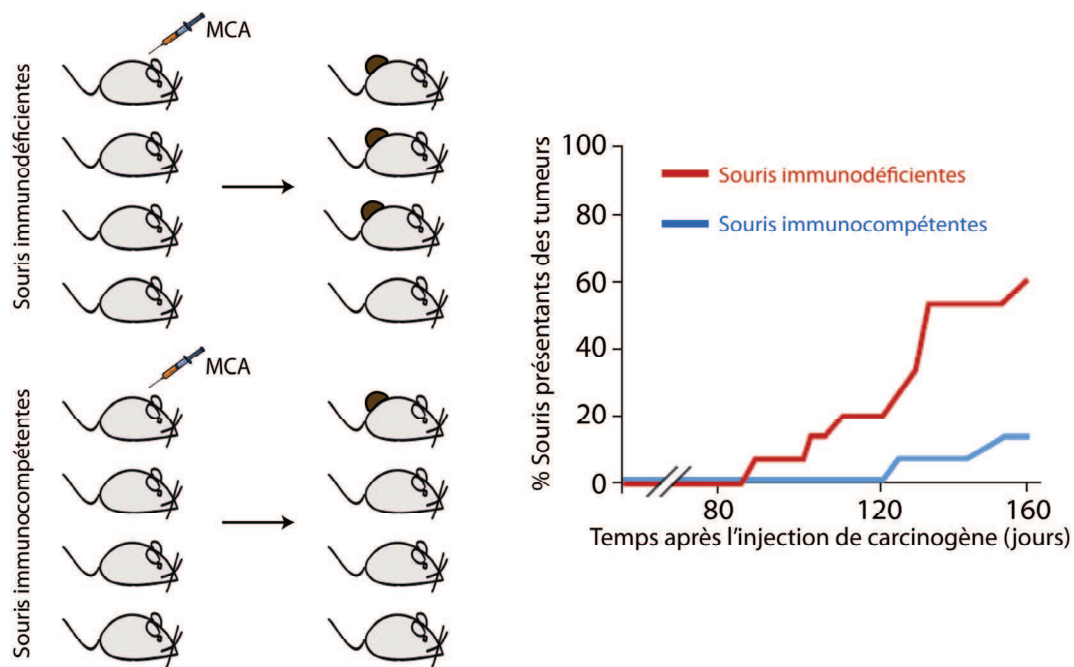 MCA
Souris immunodéficientes
MCA
Souris immunocompétentes
% Souris présentants des tumeurs
100
80
60
40
20
0
Souris immunodéficientes
Souris immunocompétentes
80
120
160
Temps après l'injection de carcinogène (jours)